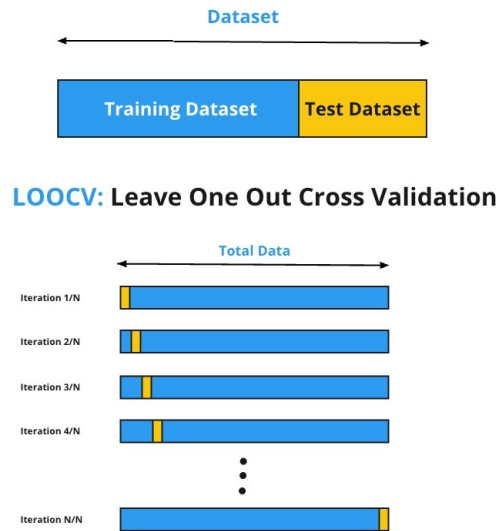 Dataset
Training Dataset
Test Dataset
LOOCV: Leave One Out Cross Validation
Total Data
Iteration 1/N
Iteration 2/N
Iteration 3/N
Iteration 4/N
Iteration N/N